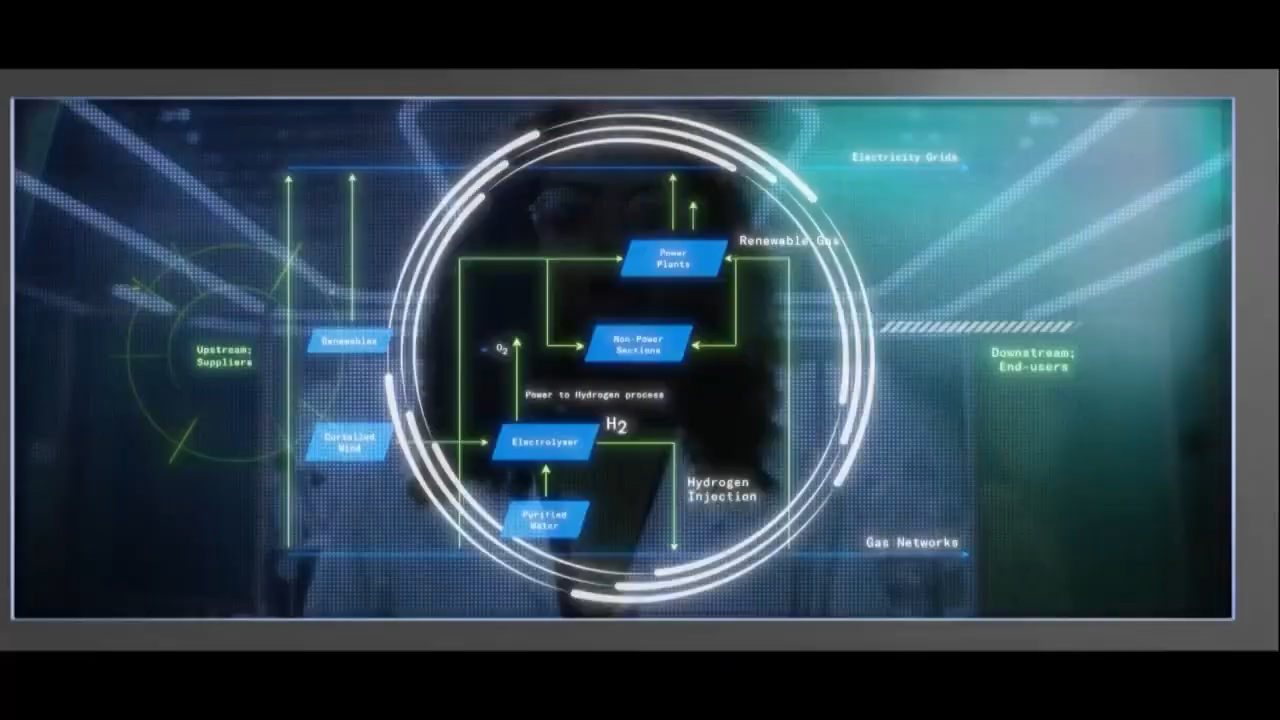 Electricity Grids
Renewable Gas
Power
Plants
Renewables
Non-Power
Sections
Upstream;
Suppliers
O2
Downstream;
End-users
Power to Hydrogen process
H2
Curtailed
Wind
Electrolyser
Hydrogen
Injection
Purified
Water
Gas Networks